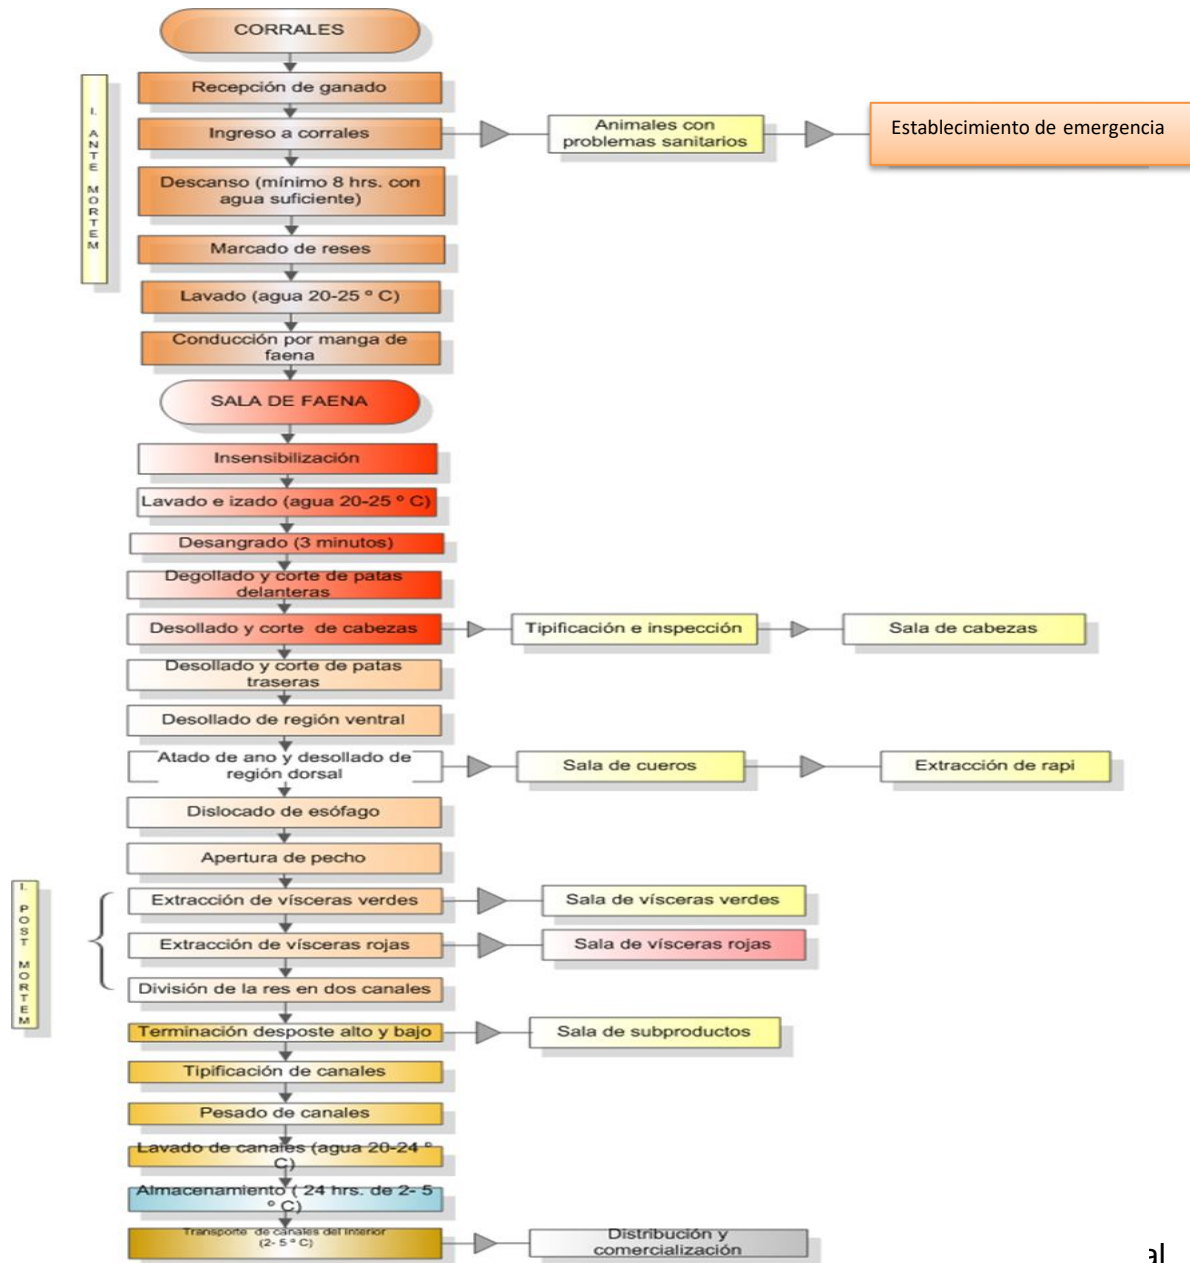 CORRALES
Recepción de ganado
I. ANTE MORTEM
Ingreso a corrales
Animales con
problemas sanitarios
Establecimiento de emergencia
Descanso (mínimo 8 hrs. con
agua suficiente)
Marcado de reses
Lavado (agua 20-25 º C)
Conducción por manga de
faena
SALA DE FAENA
Insensibilización
Lavado e izado (agua 20-25 º C)
Desangrado (3 minutos)
Degollado y corte de patas
delanteras
Desollado y corte de cabezas
Tipificación e inspección
Sala de cabezas
Desollado y corte de patas
traseras
Desollado de región ventral
Atado de ano y desollado de
región dorsal
Sala de cueros
Extracción de rapi
Dislocado de esófago
Apertura de pecho
I. POST MORTEM
Extracción de vísceras verdes
Sala de vísceras verdes
Extracción de vísceras rojas
Sala de vísceras rojas
División de la res en dos canales
Terminación desposte alto y bajo
Sala de subproductos
Tipificación de canales
Pesado de canales
Lavado de canales (agua 20-24 º
C)
Almacenamiento ( 24 hrs. de 2- 5
º C)
Transporte de canales del interior
(2- 5 º C)
Distribución y
comercialización
al